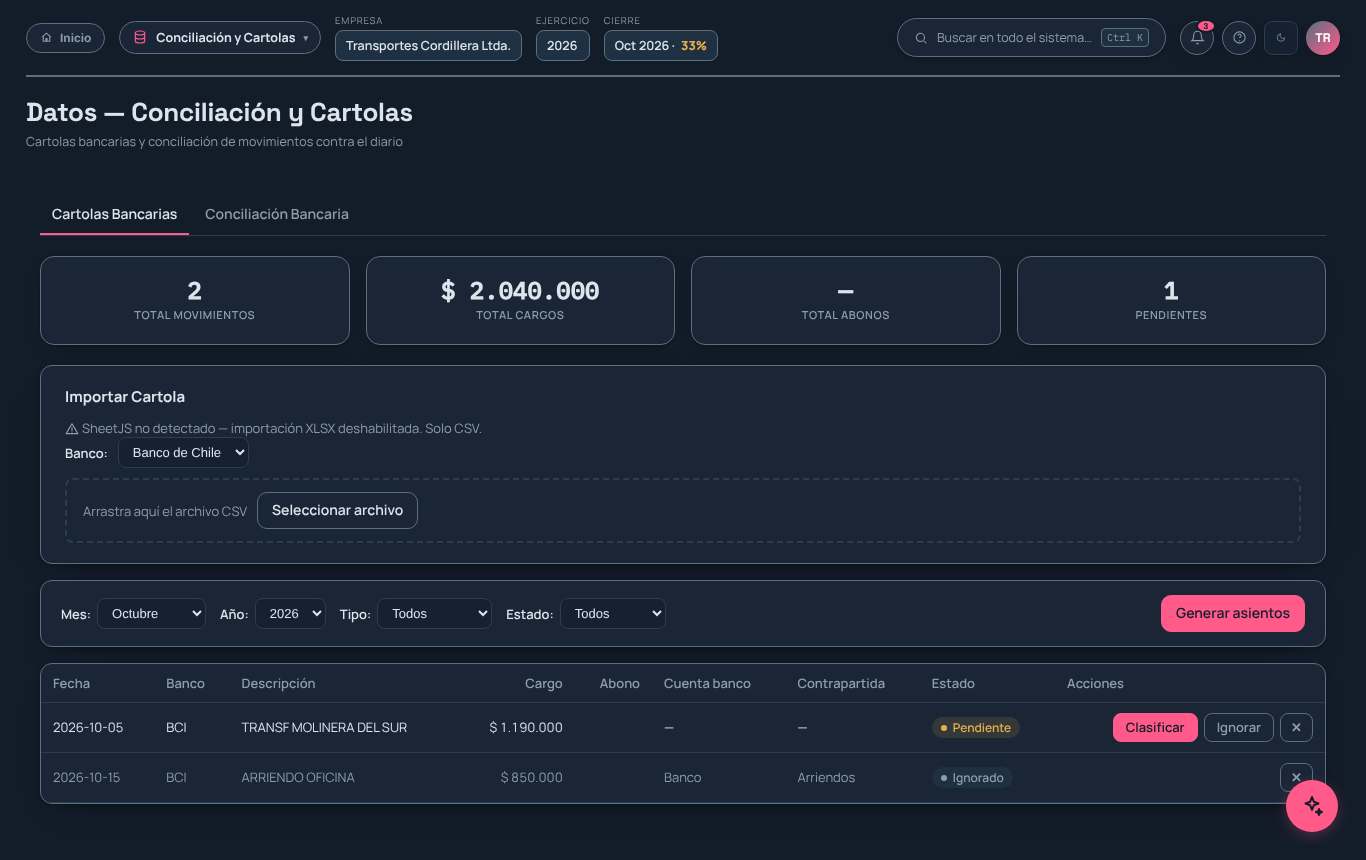 Inicio
Conciliación y Cartolas ▾
EMPRESA
Transportes Cordillera Ltda.
EJERCICIO
2026
CIERRE
Oct 2026 · 33%
Buscar en todo el sistema... Ctrl K
3
TR
Datos — Conciliación y Cartolas
Cartolas bancarias y conciliación de movimientos contra el diario
Cartolas Bancarias Conciliación Bancaria
2
TOTAL MOVIMIENTOS
$ 2.040.000
TOTAL CARGOS
—
TOTAL ABONOS
1
PENDIENTES
Importar Cartola
⚠ SheetJS no detectado — importación XLSX deshabilitada. Solo CSV.
Banco: Banco de Chile
Arrastra aquí el archivo CSV Seleccionar archivo
Mes: Octubre Año: 2026 Tipo: Todos Estado: Todos Generar asientos
Fecha Banco Descripción Cargo Abono Cuenta banco Contrapartida Estado Acciones
2026-10-05 BCI TRANSF MOLINERA DEL SUR $ 1.190.000 — — Pendiente Clasificar Ignorar ✕
2026-10-15 BCI ARRIENDO OFICINA $ 850.000 Banco Arriendos Ignorado ✕